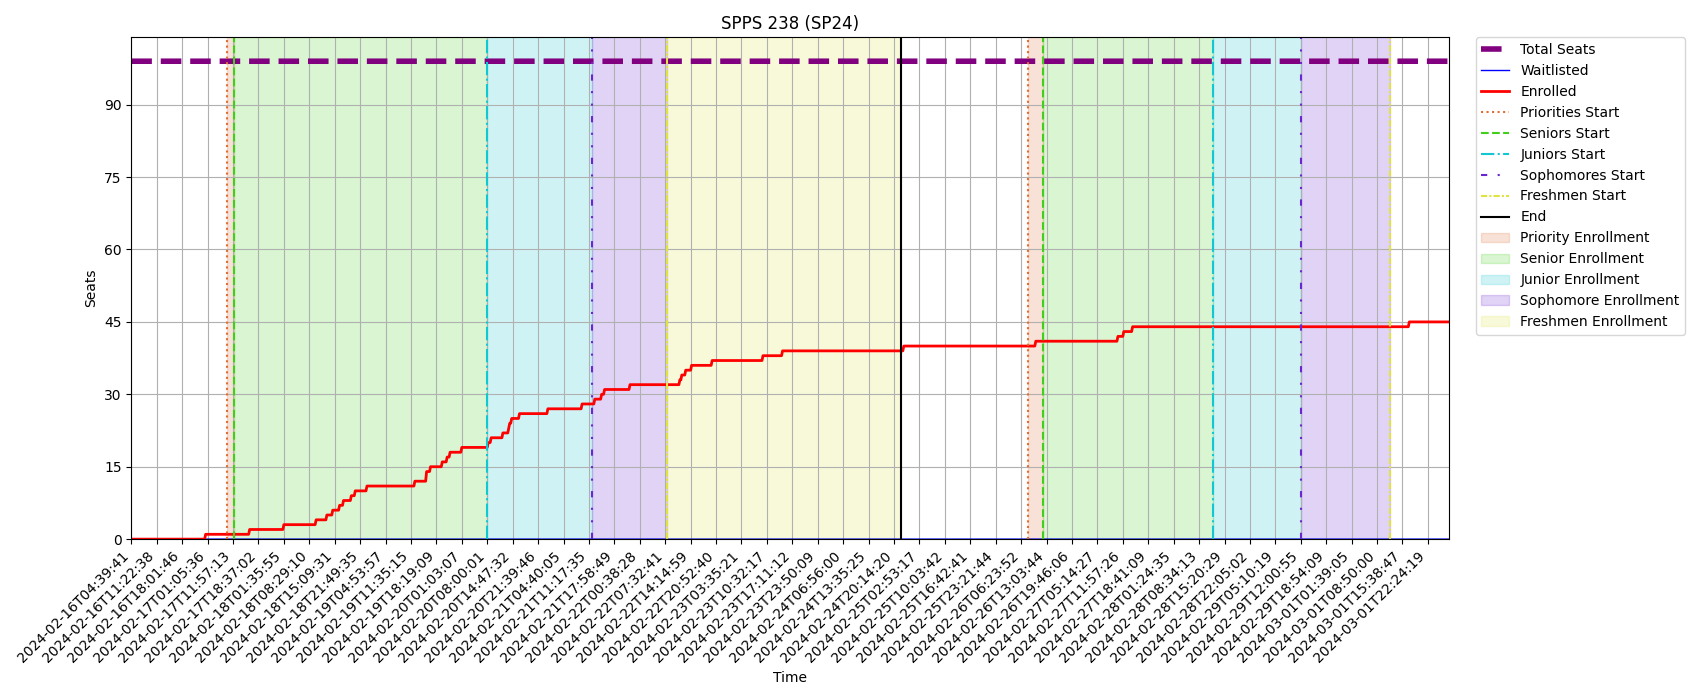 SPPS 238 (SP24)
Total Seats
Waitlisted
Enrolled
Priorities Start
Seniors Start
Juniors Start
Sophomores Start
Freshmen Start
End
Priority Enrollment
Senior Enrollment
Junior Enrollment
Sophomore Enrollment
Freshmen Enrollment
Seats
90
75
60
45
30
15
0
2024-02-16T04:39:41
2024-02-16T11:22:38
2024-02-16T18:01:46
2024-02-17T01:05:36
2024-02-17T11:57:13
2024-02-17T18:37:02
2024-02-18T01:35:55
2024-02-18T08:29:10
2024-02-18T15:09:31
2024-02-18T21:49:35
2024-02-19T04:53:57
2024-02-19T11:35:15
2024-02-19T18:19:09
2024-02-20T01:03:07
2024-02-20T08:00:01
2024-02-20T14:47:32
2024-02-20T21:39:46
2024-02-21T04:40:05
2024-02-21T11:17:35
2024-02-21T17:58:49
2024-02-22T00:38:28
2024-02-22T07:32:41
2024-02-22T14:14:59
2024-02-22T20:52:40
2024-02-23T03:35:21
2024-02-23T10:32:17
2024-02-23T17:11:12
2024-02-23T23:50:09
2024-02-24T06:56:00
2024-02-24T13:35:25
2024-02-24T20:14:20
2024-02-25T02:53:17
2024-02-25T10:03:42
2024-02-25T16:42:41
2024-02-25T23:21:44
2024-02-26T06:23:52
2024-02-26T13:03:44
2024-02-26T19:46:06
2024-02-27T05:14:27
2024-02-27T11:57:26
2024-02-27T18:41:09
2024-02-28T01:24:35
2024-02-28T08:34:13
2024-02-28T15:20:29
2024-02-28T22:05:02
2024-02-29T05:10:19
2024-02-29T12:00:55
2024-02-29T18:54:09
2024-03-01T01:39:05
2024-03-01T08:50:00
2024-03-01T15:38:47
2024-03-01T22:24:19
Time